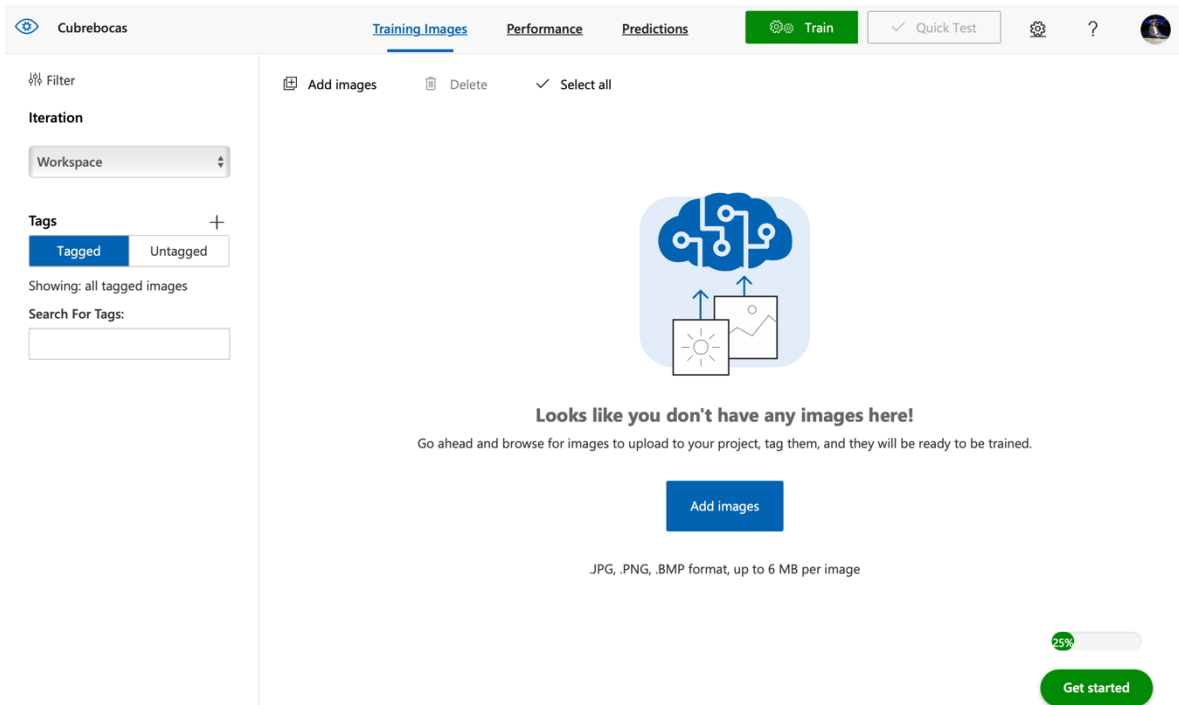 Cubrebocas
Training Images
Performance
Predictions
Train
Quick Test
?
Filter
Iteration
Workspace
Tags
Tagged
Untagged
Showing: all tagged images
Search For Tags:
Add images
Delete
Select all
Looks like you don't have any images here!
Go ahead and browse for images to upload to your project, tag them, and they will be ready to be trained.
Add images
.JPG, .PNG, .BMP format, up to 6 MB per image
25%
Get started